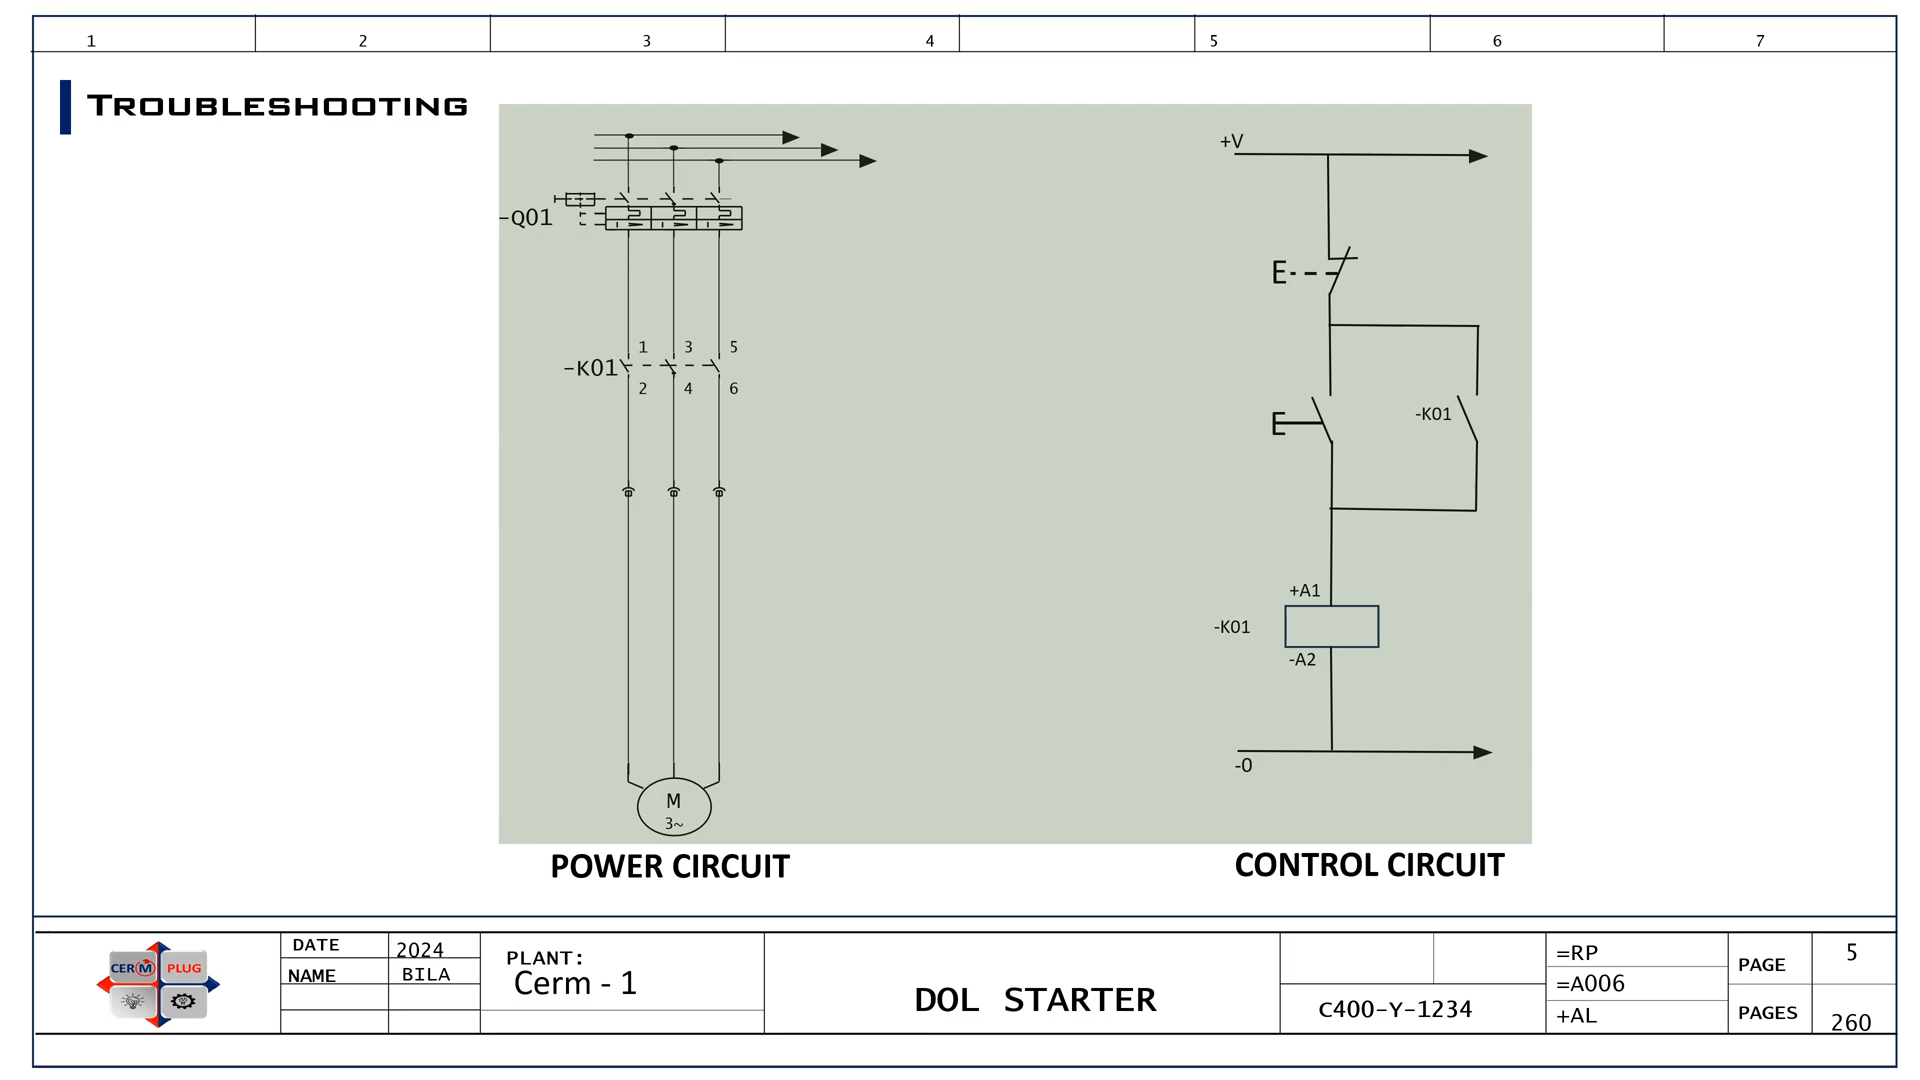 1 2 3 4 5 6 7
TROUBLESHOOTING
-Q01
-K01
1 3 5
2 4 6
M
3~
+V
E
E
-K01
+A1
-K01
-A2
-0
POWER CIRCUIT
CONTROL CIRCUIT
CERM PLUG
DATE 2024
NAME BILA
PLANT:
Cerm - 1
DOL STARTER
C400-Y-1234
=RP
=A006
+AL
PAGE 5
PAGES 260